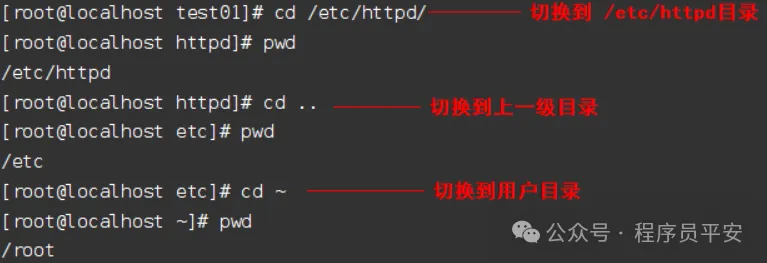 [root@localhost test01]# cd /etc/httpd/ 切换到 /etc/httpd目录
[root@localhost httpd]# pwd
/etc/httpd
[root@localhost httpd]# cd .. 切换到上一级目录
[root@localhost etc]# pwd
/etc
[root@localhost etc]# cd ~ 切换到用户目录
[root@localhost ~]# pwd
/root
公众号 · 程序员平安